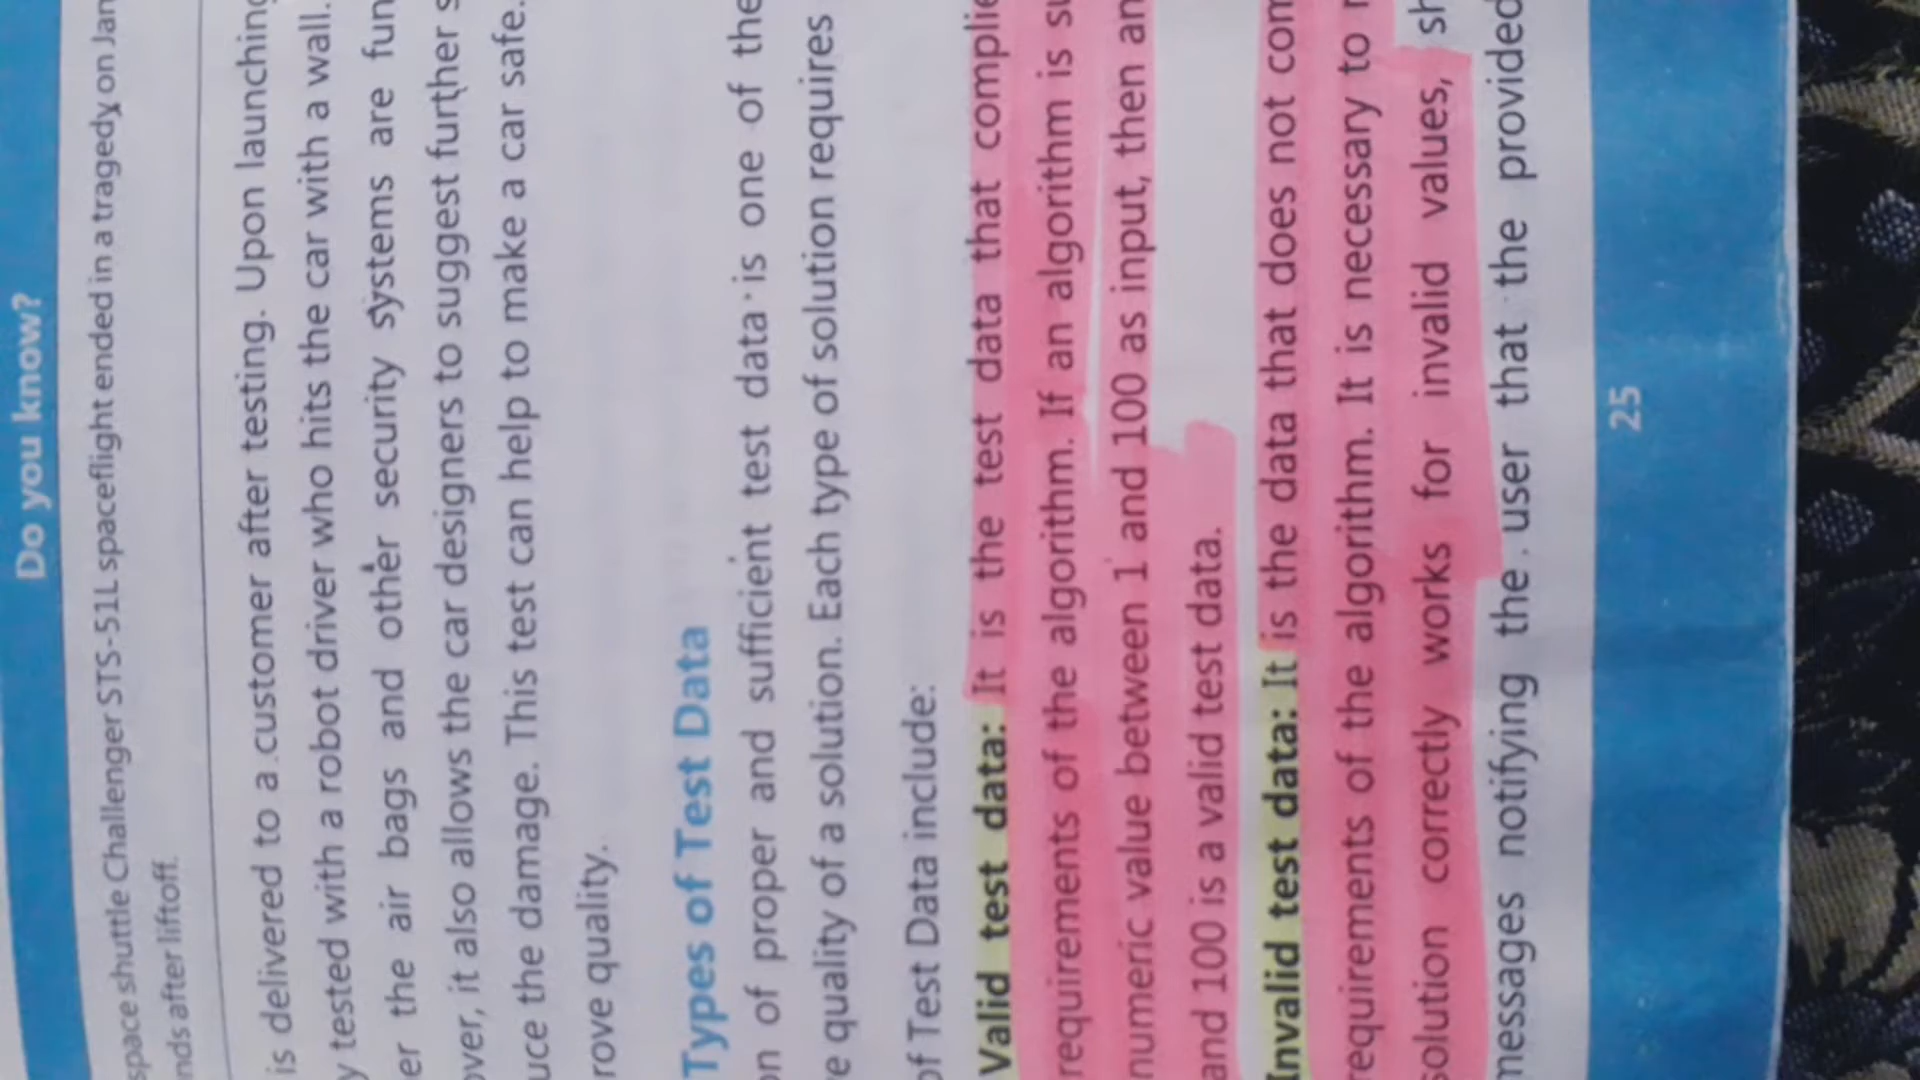 Do you know?
space shuttle Challenger STS-51L spaceflight ended in a tragedy on Jan
nds after liftoff.
is delivered to a customer after testing. Upon launching
y tested with a robot driver who hits the car with a wall.
er the air bags and other security systems are fun
over, it also allows the car designers to suggest further s
uce the damage. This test can help to make a car safe.
rove quality.
Types of Test Data
on of proper and sufficient test data is one of the
e quality of a solution. Each type of solution requires
of Test Data include:
Valid test data: It is the test data that complie
requirements of the algorithm. If an algorithm is su
numeric value between 1 and 100 as input, then an
and 100 is a valid test data.
Invalid test data: It is the data that does not com
requirements of the algorithm. It is necessary to r
solution correctly works for invalid values, sh
messages notifying the user that the provided
25